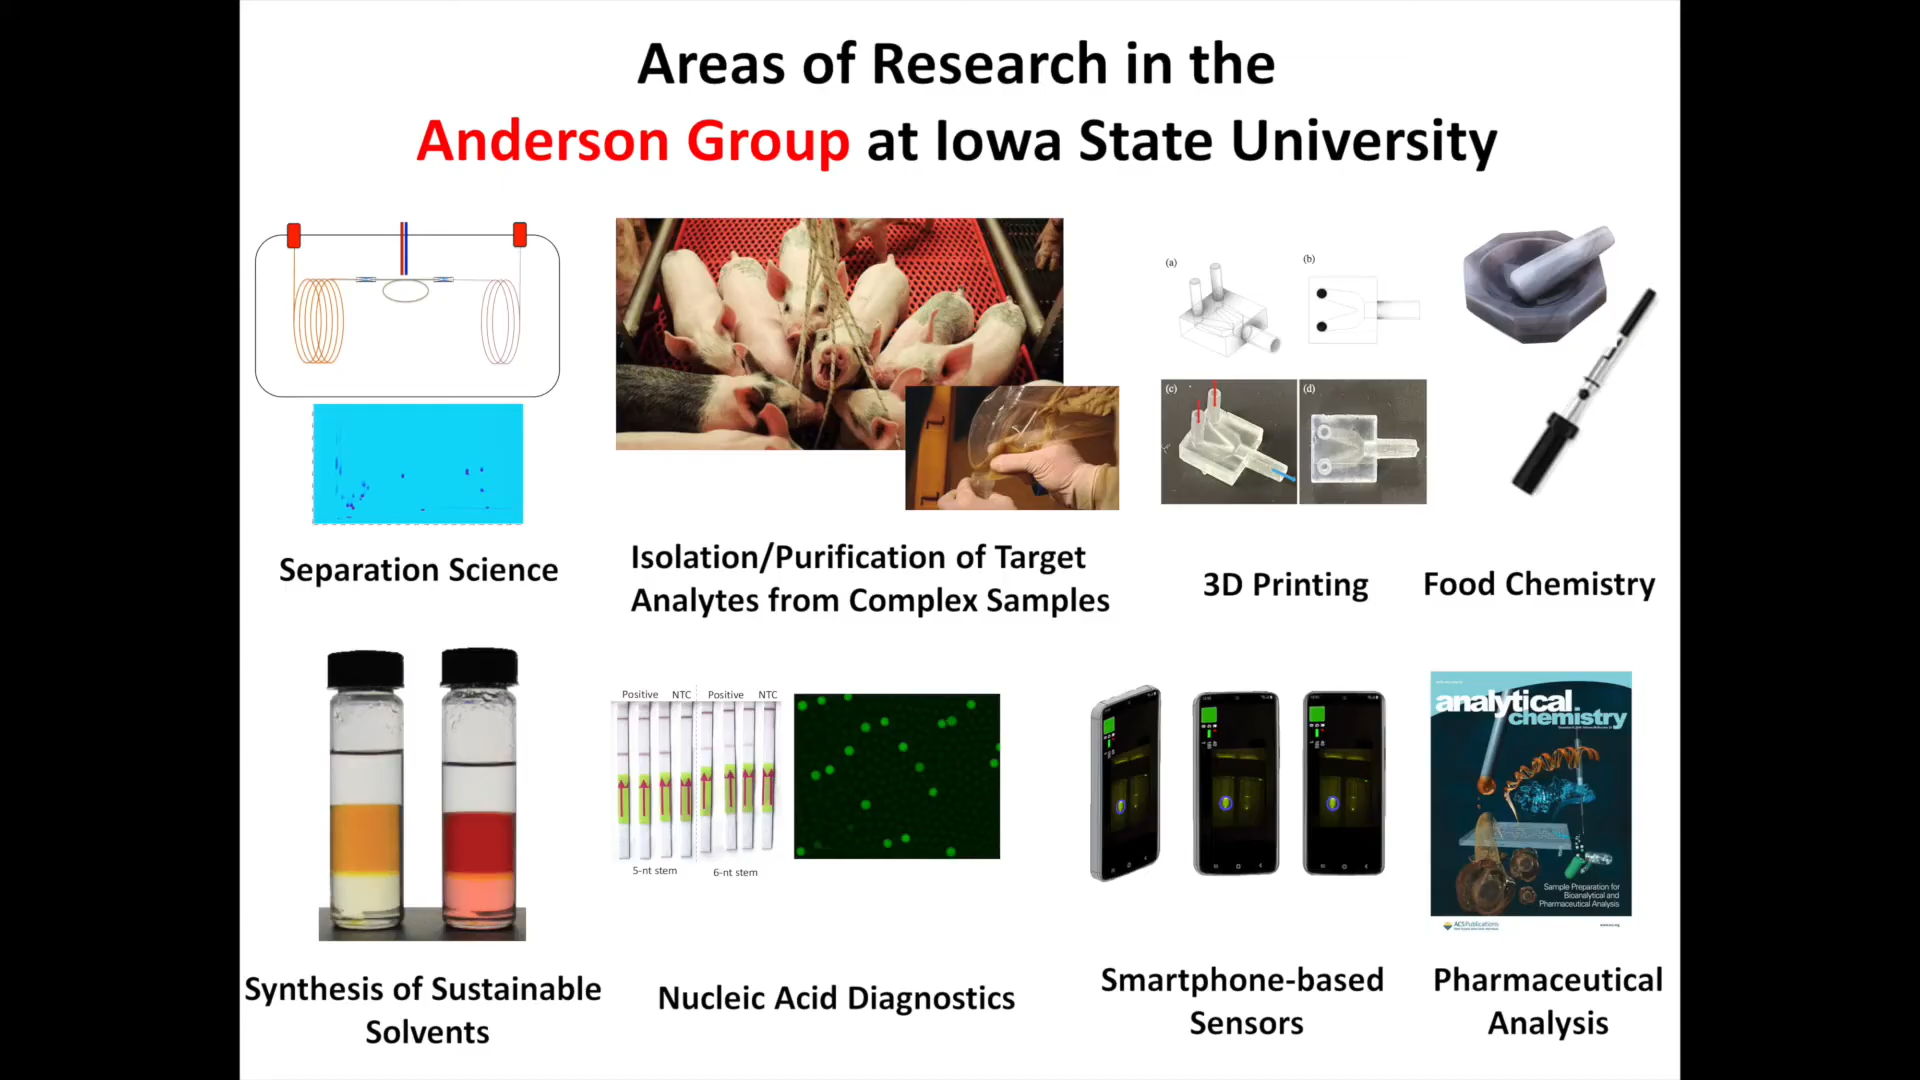 Areas of Research in the
Anderson Group at Iowa State University
(a)
(b)
(c)
(d)
Separation Science
Isolation/Purification of Target
Analytes from Complex Samples
3D Printing
Food Chemistry
Positive NTC Positive NTC
5-nt stem
6-nt stem
analytical
chemistry
Sample Preparation for
Bioanalytical and
Pharmaceutical Analysis
ACS Publications
Synthesis of Sustainable
Solvents
Nucleic Acid Diagnostics
Smartphone-based
Sensors
Pharmaceutical
Analysis